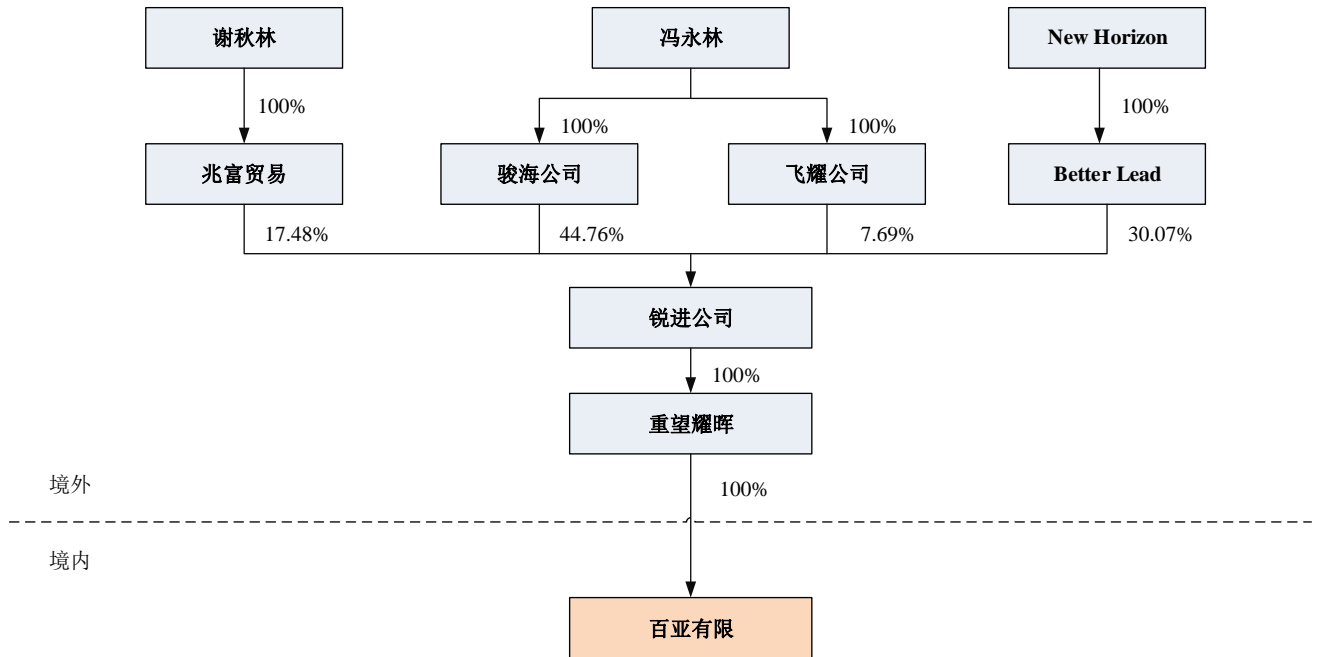 谢秋林
冯永林
New Horizon
100%
100%
100%
100%
兆富贸易
骏海公司
飞耀公司
Better Lead
17.48%
44.76%
7.69%
30.07%
锐进公司
100%
重望耀晖
境外
100%
境内
百亚有限